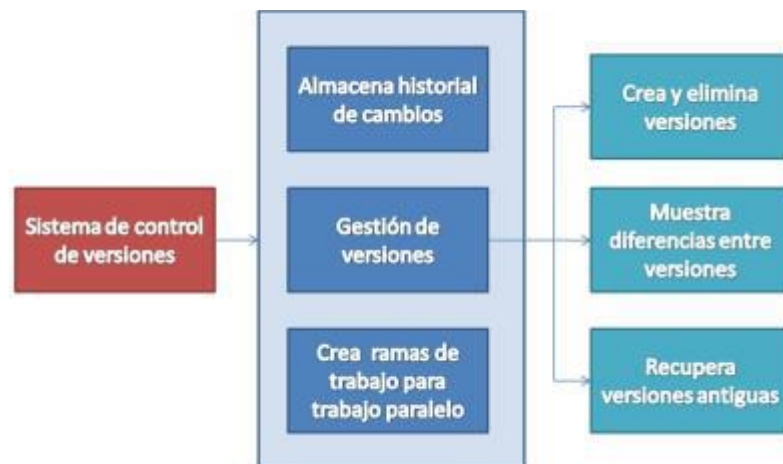 Sistema de control
de versiones
Almacena historial
de cambios
Gestión de
versiones
Crea ramas de
trabajo para
trabajo paralelo
Crea y elimina
versiones
Muestra
diferencias entre
versiones
Recupera
versiones antiguas